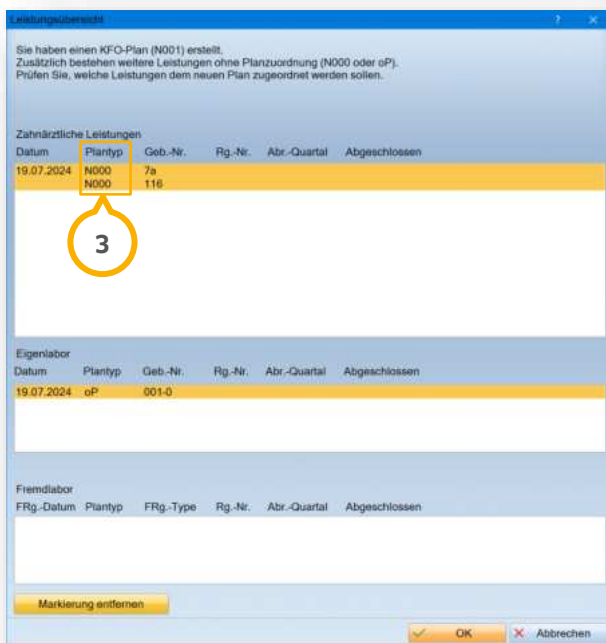 Leistungsübersicht
Sie haben einen KFO-Plan (N001) erstellt.
Zusätzlich bestehen weitere Leistungen ohne Planzuordnung (N000 oder oP).
Prüfen Sie, welche Leistungen dem neuen Plan zugeordnet werden sollen.
Zahnärztliche Leistungen
Datum Plantyp Geb.-Nr. Rg.-Nr. Abr.-Quartal Abgeschlossen
19.07.2024 N000 7a
N000 116
3
Eigenlabor
Datum Plantyp Geb.-Nr. Rg.-Nr. Abr.-Quartal Abgeschlossen
19.07.2024 oP 001-0
Fremdlabor
FRg.-Datum Plantyp FRg.-Type Rg.-Nr. Abr.-Quartal Abgeschlossen
Markierung entfernen
OK Abbrechen